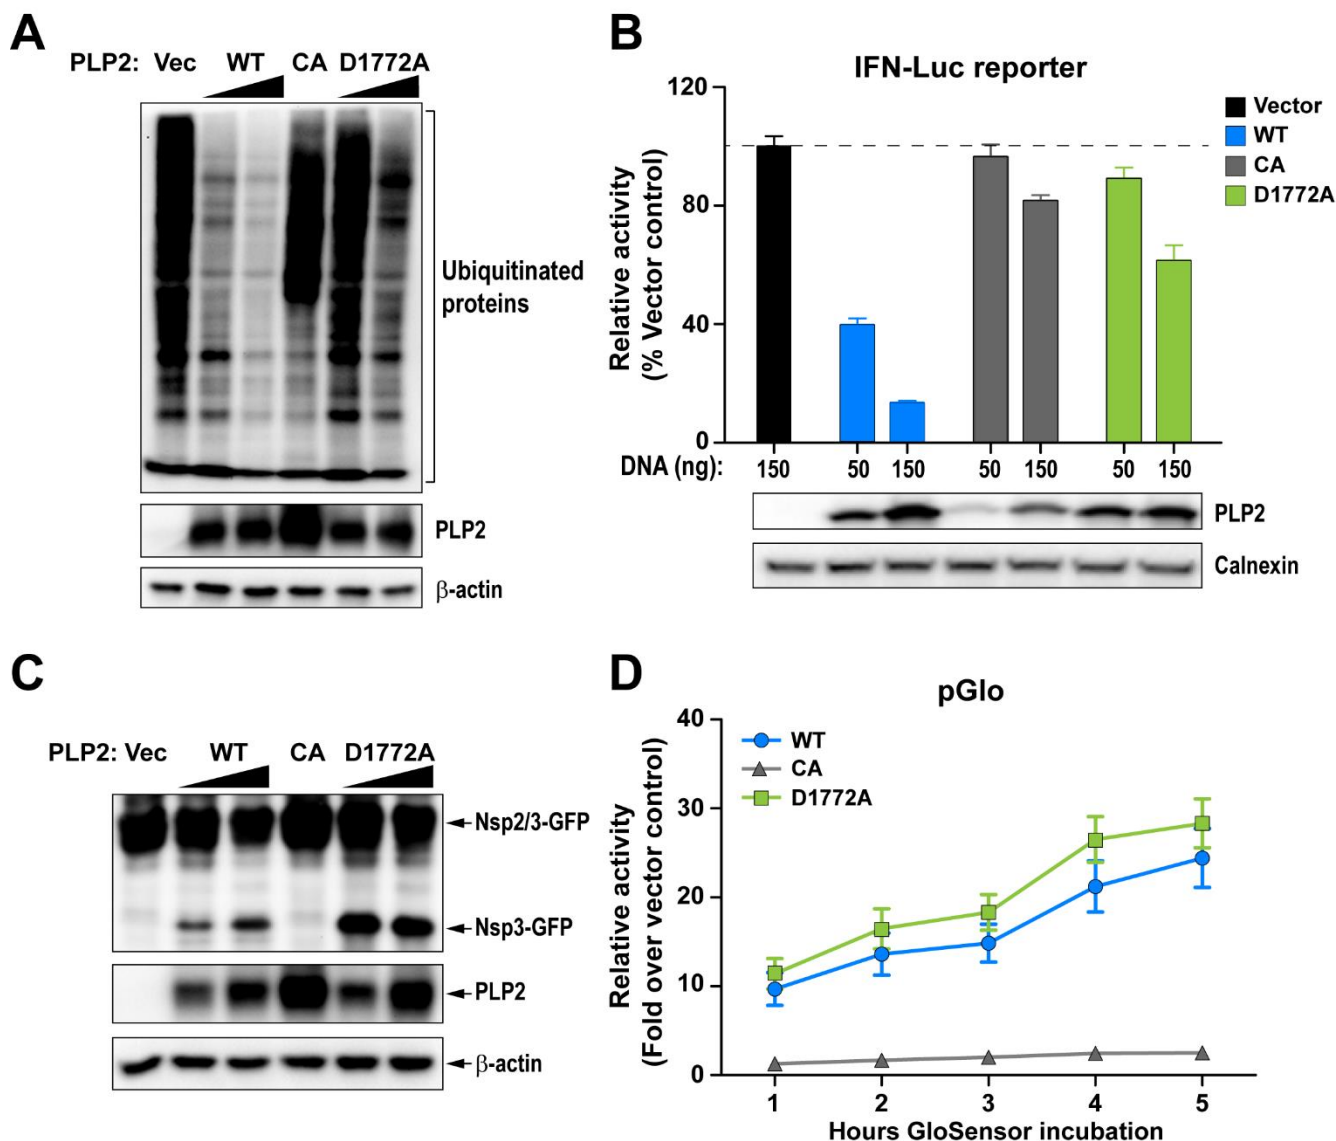 A
PLP2: Vec WT CA D1772A
Ubiquitinated
proteins
PLP2
β-actin
B
IFN-Luc reporter
Relative activity
(% Vector control)
120
80
40
0
Vector
WT
CA
D1772A
DNA (ng): 150 50 150 50 150 50 150
PLP2
Calnexin
C
PLP2: Vec WT CA D1772A
Nsp2/3-GFP
Nsp3-GFP
PLP2
β-actin
D
pGlo
Relative activity
(Fold over vector control)
40
30
20
10
0
WT
CA
D1772A
1 2 3 4 5
Hours GloSensor incubation